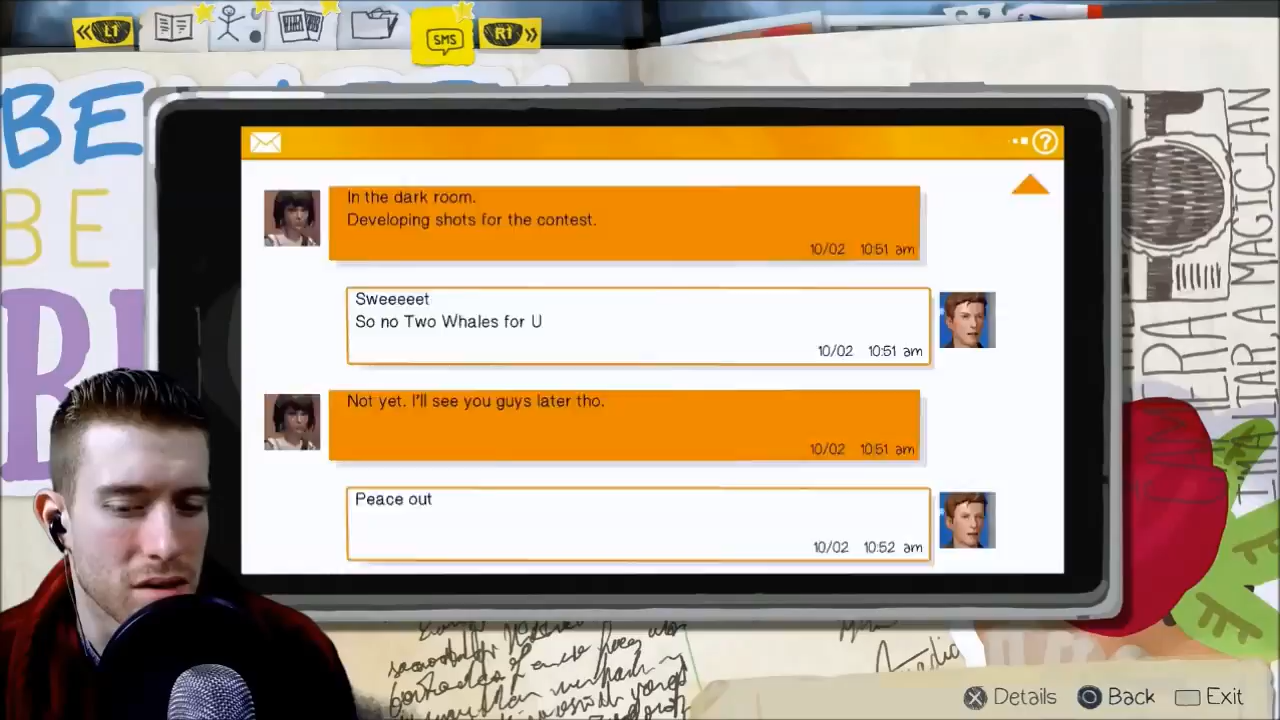 L1
SMS
R1
BE
BE
In the dark room.
Developing shots for the contest.
10/02 10:51 am
Sweeeeet
So no Two Whales for U
10/02 10:51 am
Not yet. I'll see you guys later tho.
10/02 10:51 am
Peace out
10/02 10:52 am
MAGICIAN
Details
Back
Exit